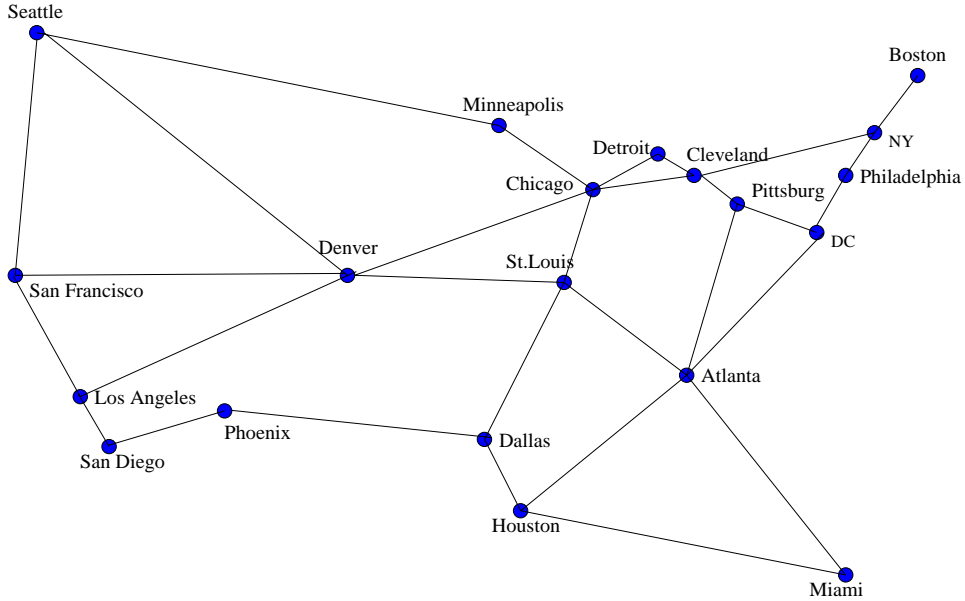 Seattle
Boston
Minneapolis
NY
Detroit
Cleveland
Philadelphia
Chicago
Pittsburg
DC
Denver
St.Louis
San Francisco
Atlanta
Los Angeles
Phoenix
Dallas
San Diego
Houston
Miami